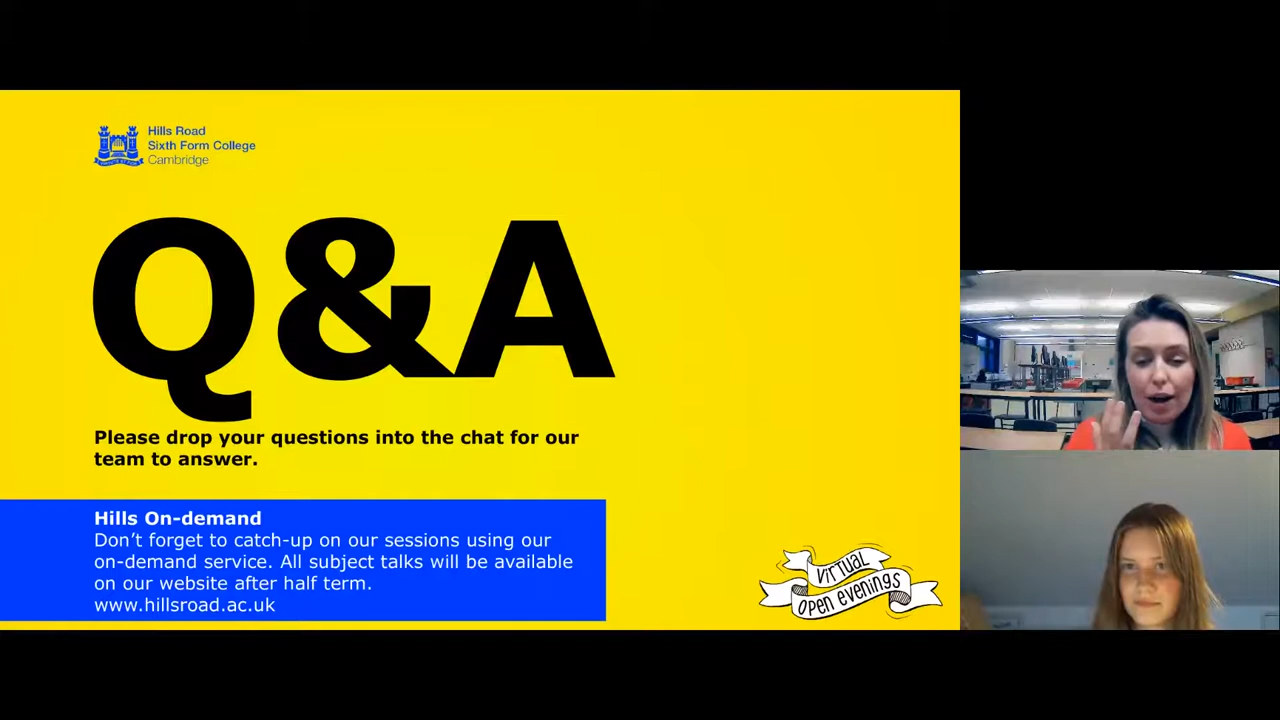 Hills Road
Sixth Form College
Cambridge
Q&A
Please drop your questions into the chat for our
team to answer.
Hills On-demand
Don’t forget to catch-up on our sessions using our
on-demand service. All subject talks will be available
on our website after half term.
www.hillsroad.ac.uk
virtual
open evenings